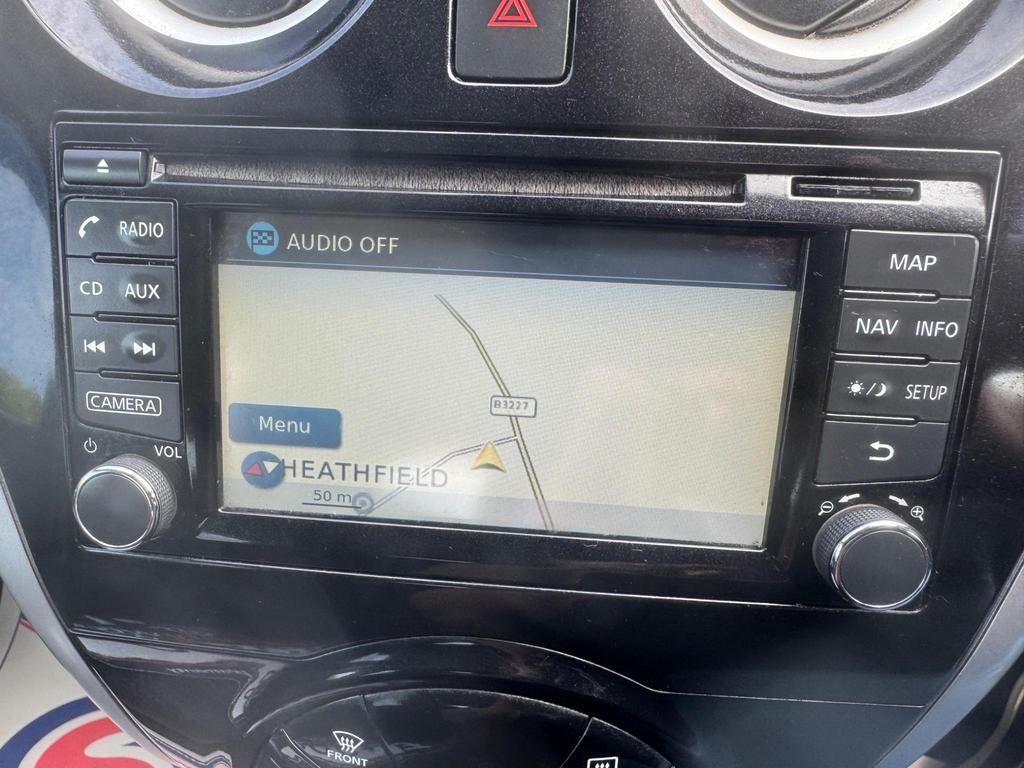 RADIO
CD AUX
CAMERA
VOL
AUDIO OFF
B3227
Menu
HEATHFIELD
50 m
MAP
NAV INFO
SETUP
FRONT